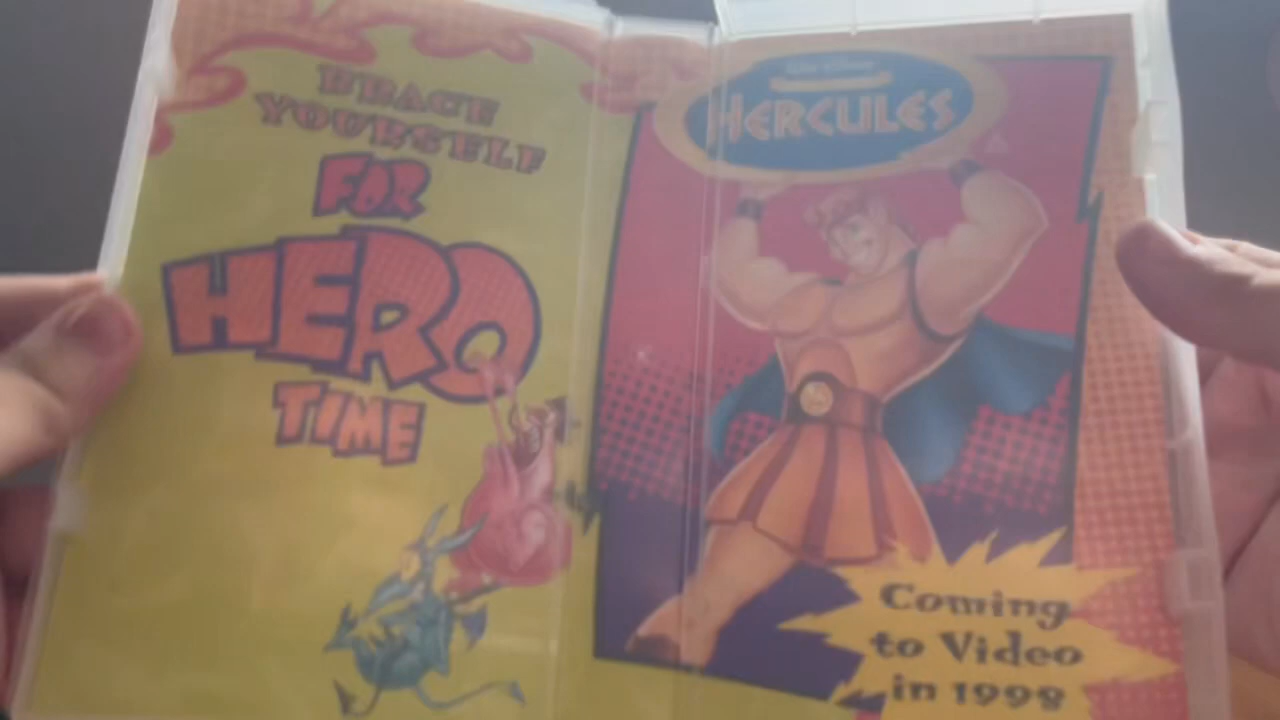 BRACE
YOURSELF
FOR
HERO
TIME
Walt Disney
HERCULES
Coming
to Video
in 1998